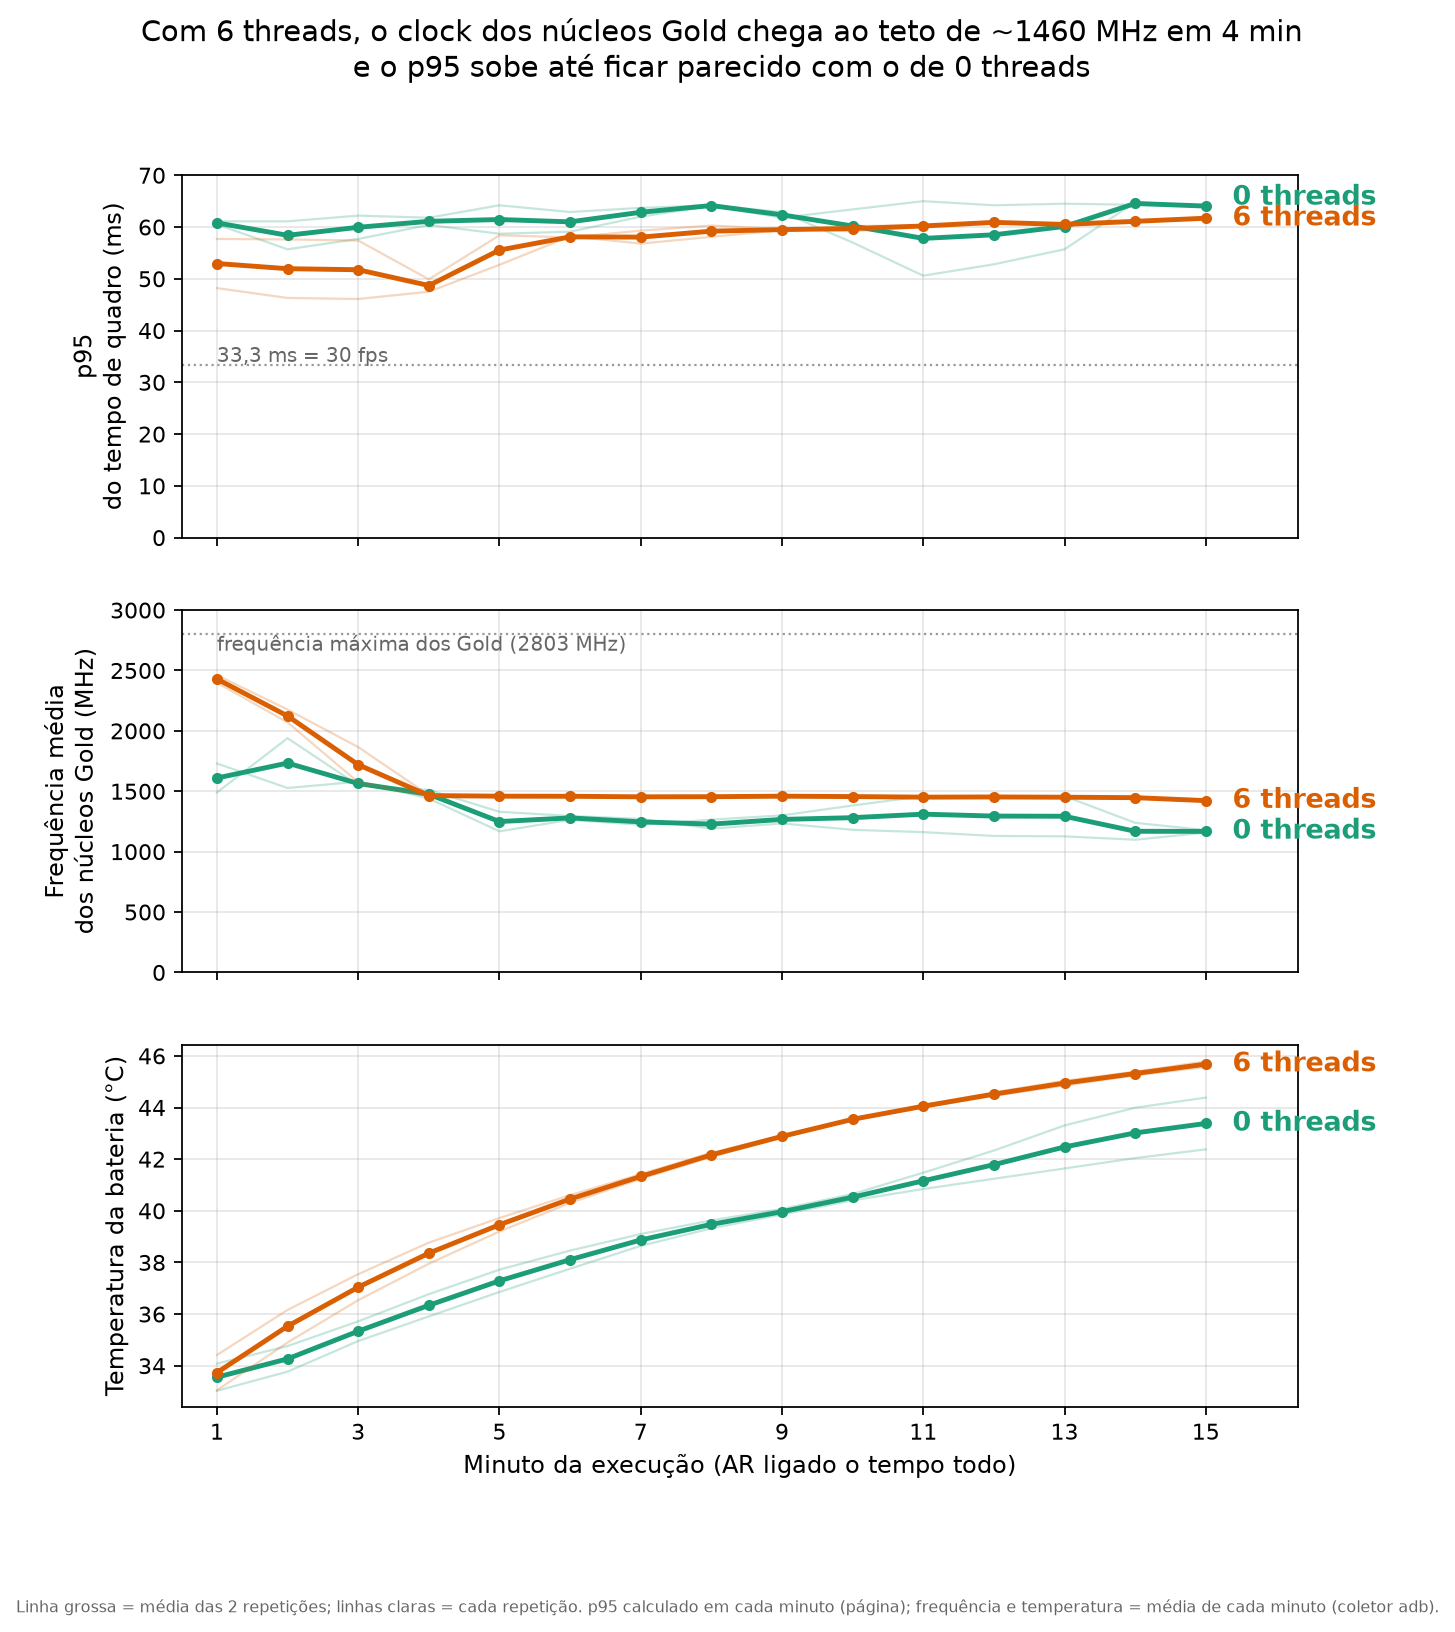 Com 6 threads, o clock dos núcleos Gold chega ao teto de ~1460 MHz em 4 min
e o p95 sobe até ficar parecido com o de 0 threads
p95
do tempo de quadro (ms)
70
60
50
40
30
20
10
0
33,3 ms = 30 fps
0 threads
6 threads
Frequência média
dos núcleos Gold (MHz)
3000
2500
2000
1500
1000
500
0
frequência máxima dos Gold (2803 MHz)
6 threads
0 threads
Temperatura da bateria (°C)
46
44
42
40
38
36
34
6 threads
0 threads
1 3 5 7 9 11 13 15
Minuto da execução (AR ligado o tempo todo)
Linha grossa = média das 2 repetições; linhas claras = cada repetição. p95 calculado em cada minuto (página); frequência e temperatura = média de cada minuto (coletor adb).